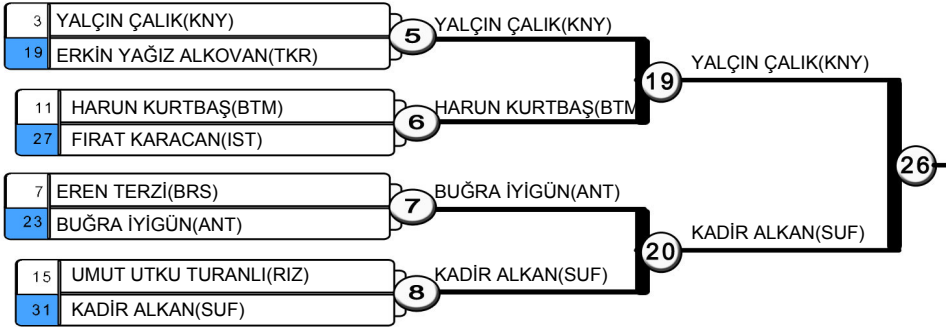 3 YALÇIN ÇALIK(KNY)
19 ERKİN YAĞIZ ALKOVAN(TKR)
5
YALÇIN ÇALIK(KNY)
11 HARUN KURTBAŞ(BTM)
27 FIRAT KARACAN(IST)
6
HARUN KURTBAŞ(BTM
19
YALÇIN ÇALIK(KNY)
7 EREN TERZİ(BRS)
23 BUĞRA İYİGÜN(ANT)
7
BUĞRA İYİGÜN(ANT)
15 UMUT UTKU TURANLI(RIZ)
31 KADİR ALKAN(SUF)
8
KADİR ALKAN(SUF)
20
KADİR ALKAN(SUF)
26